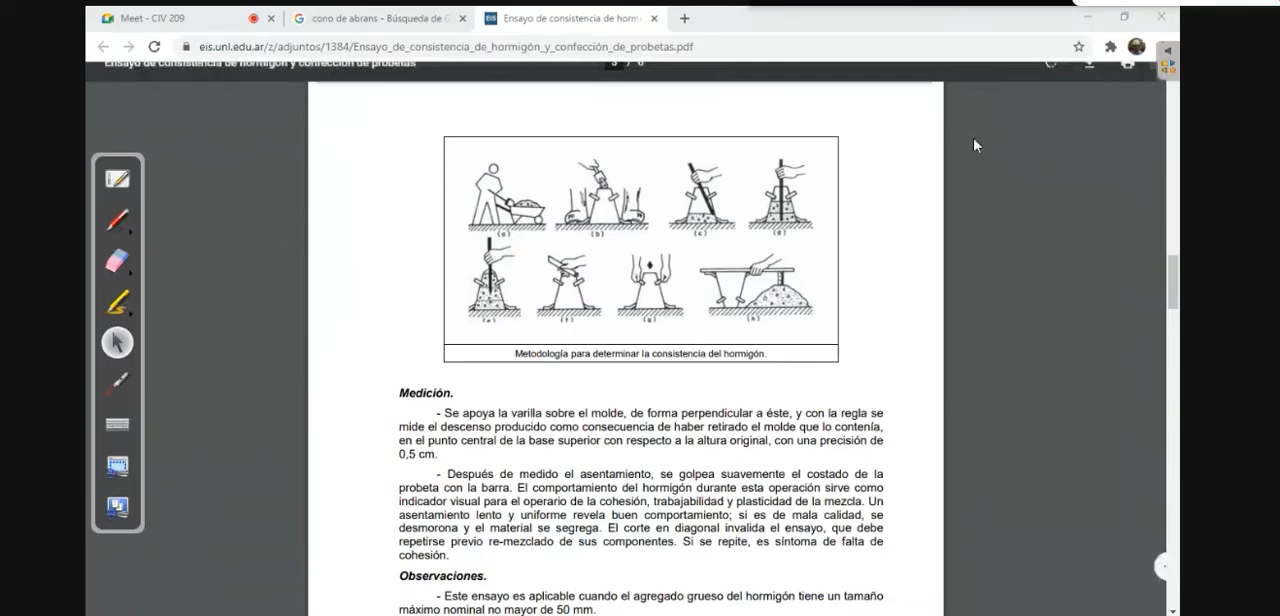 Meet - CIV 209
cono de abrans - Búsqueda de G
Ensayo de consistencia de horm
eis.unl.edu.ar/z/adjuntos/1384/Ensayo_de_consistencia_de_hormigón_y_confección_de_probetas.pdf
Ensayo de consistencia de hormigón y confección de probetas
(a)
(b)
(c)
(d)
(e)
(f)
(g)
(h)
Metodología para determinar la consistencia del hormigón.
Medición.
- Se apoya la varilla sobre el molde, de forma perpendicular a éste, y con la regla se
mide el descenso producido como consecuencia de haber retirado el molde que lo contenía,
en el punto central de la base superior con respecto a la altura original, con una precisión de
0,5 cm.
- Después de medido el asentamiento, se golpea suavemente el costado de la
probeta con la barra. El comportamiento del hormigón durante esta operación sirve como
indicador visual para el operario de la cohesión, trabajabilidad y plasticidad de la mezcla. Un
asentamiento lento y uniforme revela buen comportamiento; si es de mala calidad, se
desmorona y el material se segrega. El corte en diagonal invalida el ensayo, que debe
repetirse previo re-mezclado de sus componentes. Si se repite, es síntoma de falta de
cohesión.
Observaciones.
- Este ensayo es aplicable cuando el agregado grueso del hormigón tiene un tamaño
máximo nominal no mayor de 50 mm.